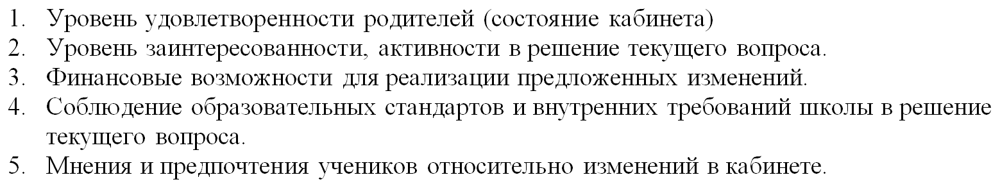 1. Уровень удовлетворенности родителей (состояние кабинета)
2. Уровень заинтересованности, активности в решение текущего вопроса.
3. Финансовые возможности для реализации предложенных изменений.
4. Соблюдение образовательных стандартов и внутренних требований школы в решение
текущего вопроса.
5. Мнения и предпочтения учеников относительно изменений в кабинете.